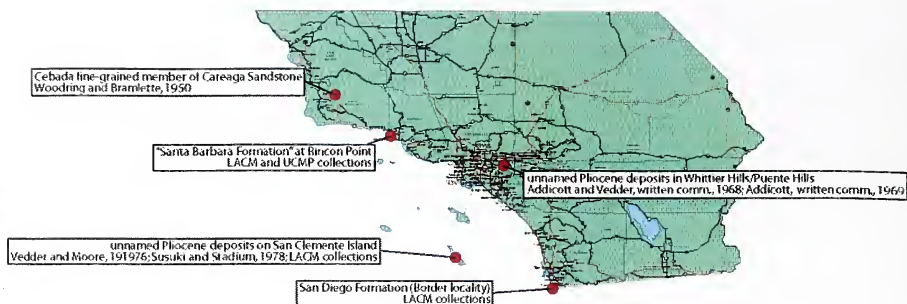 Cebada fine-grained member of Careaga Sandstone
Woodring and Bramlette, 1950
"Santa Barbara Formation" at Rincon Point
LACM and UCMP collections
unnamed Pliocene deposits in Whittier Hills/Puente Hills
Addicott and Vedder, written comm., 1968; Addicott, written comm., 1969
unnamed Pliocene deposits on San Clemente Island
Vedder and Moore, 191976; Susuki and Stadium, 1978; LACM collections
San Diego Formation (Border locality)
LACM collections